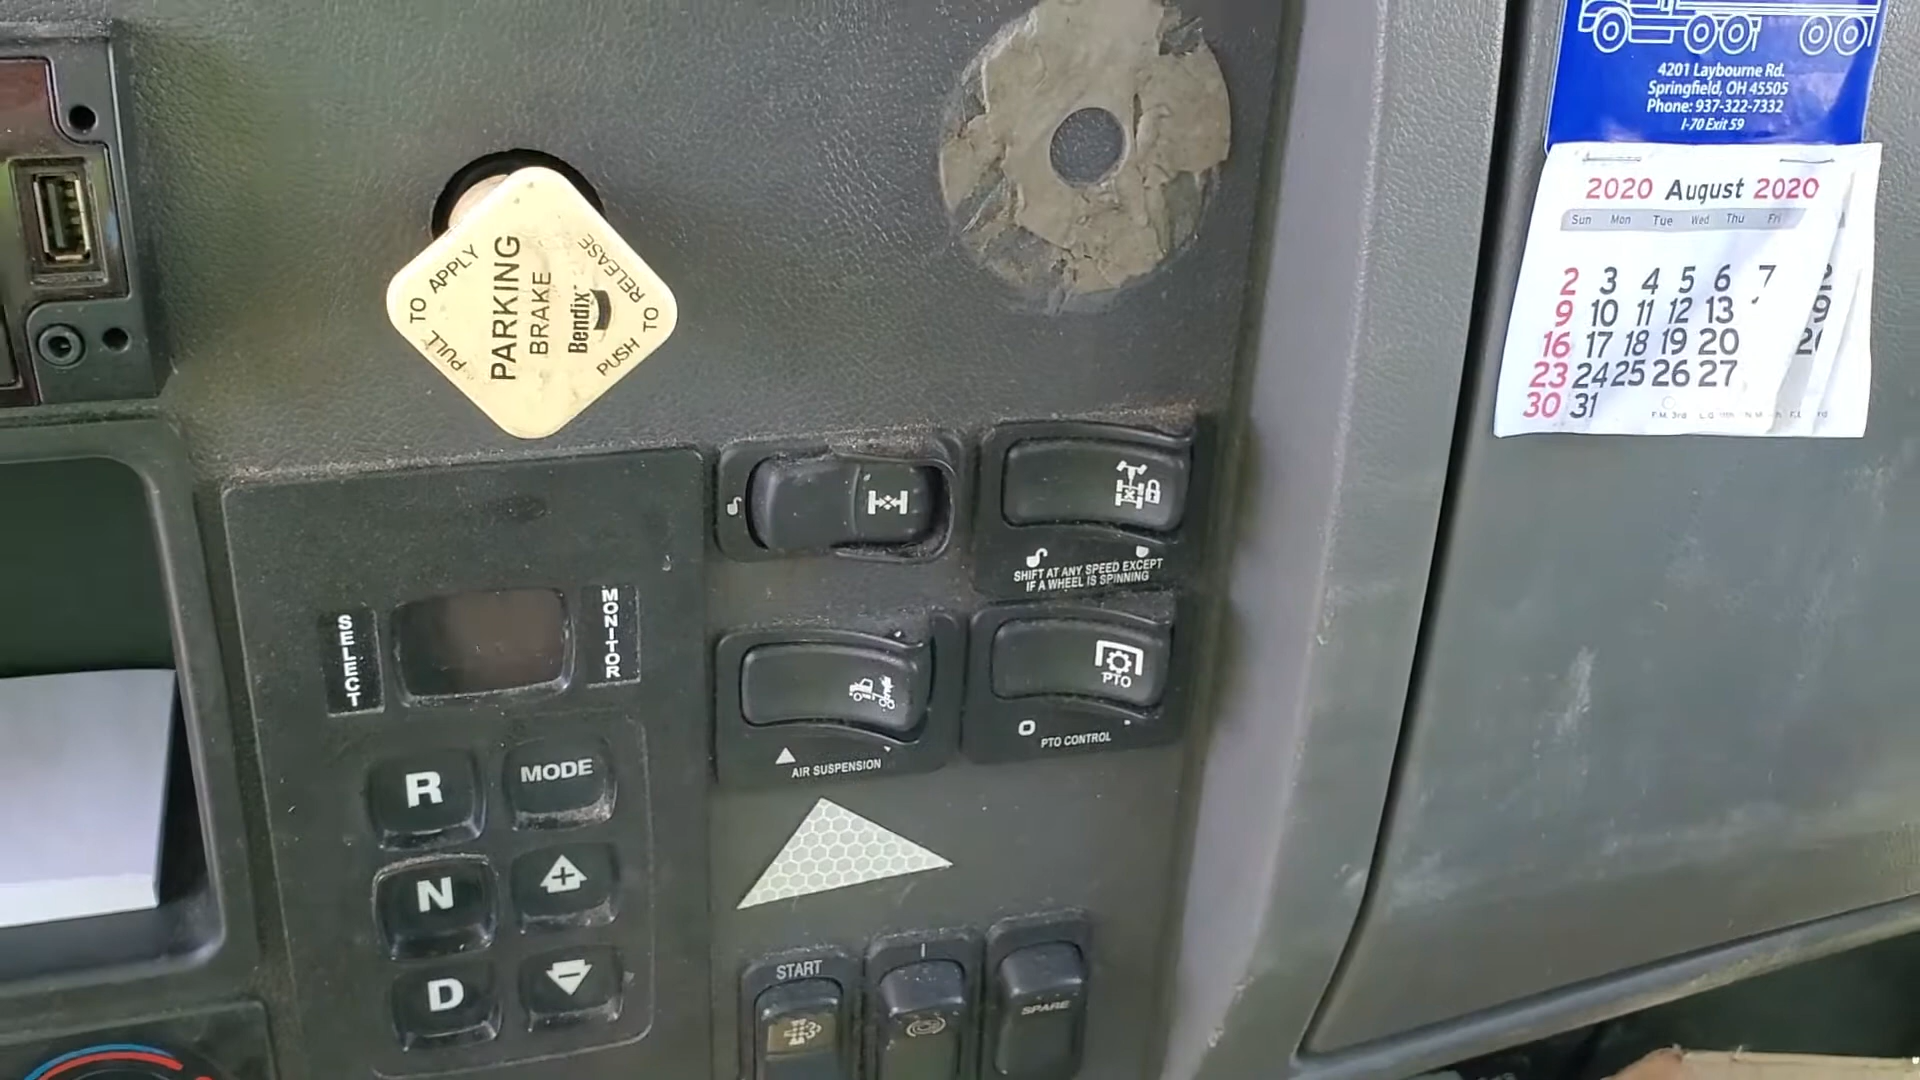 4201 Laybourne Rd.
Springfield, OH 45505
Phone: 937-322-7332
I-70 Exit 59
2020 August 2020
Sun Mon Tue Wed Thu Fri
2 3 4 5 6 7
9 10 11 12 13
16 17 18 19 20
23 24 25 26 27
30 31
PULL TO APPLY
PARKING
BRAKE
Bendix
PUSH TO RELEASE
SHIFT AT ANY SPEED EXCEPT
IF A WHEEL IS SPINNING
SELECT
MONITOR
PTO
PTO CONTROL
AIR SUSPENSION
R MODE
N +
D -
START
SPARE